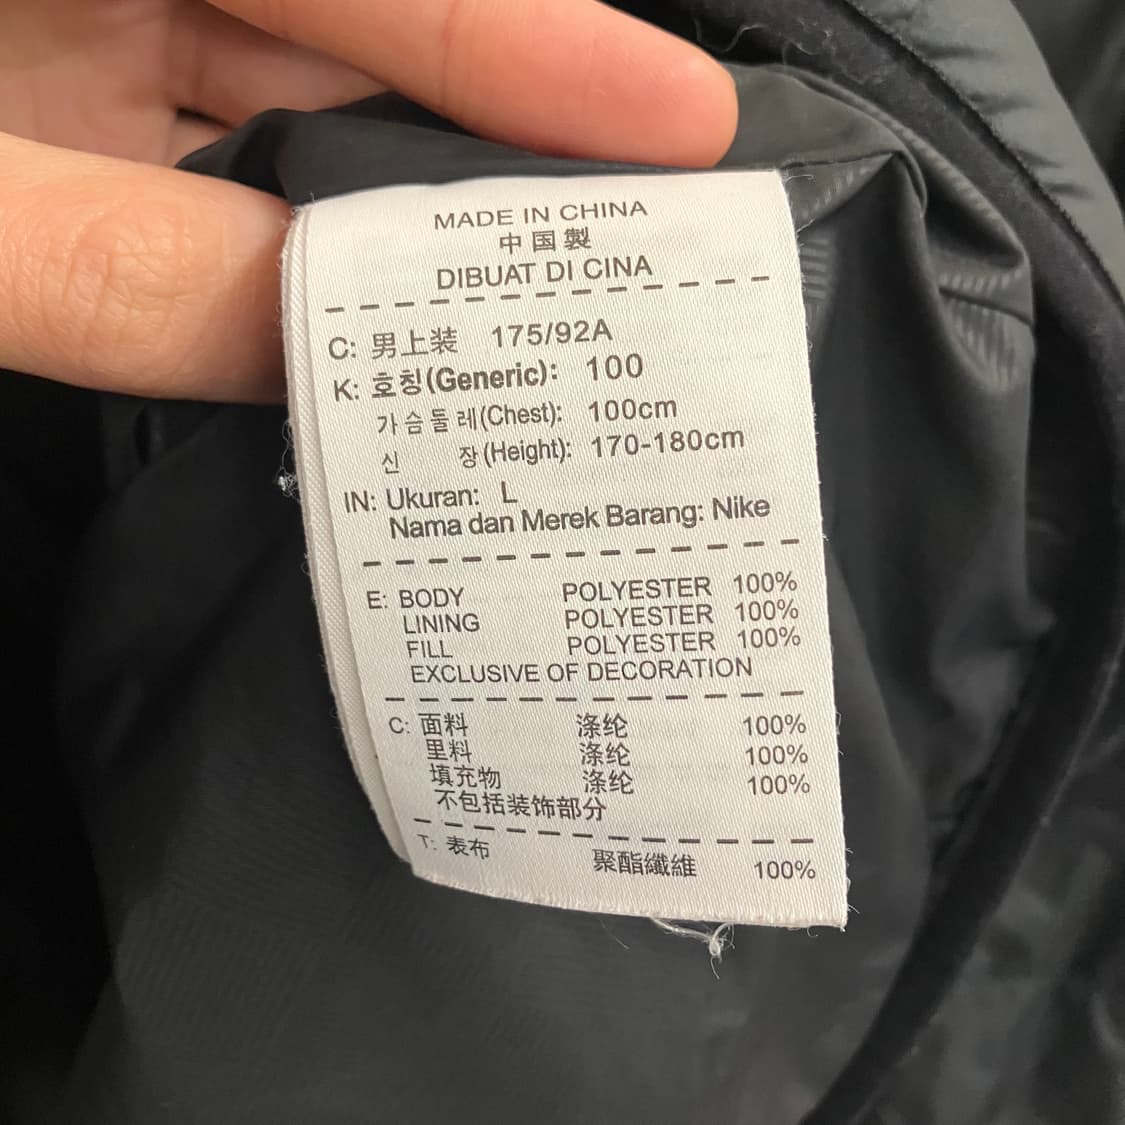 MADE IN CHINA
中国製
DIBUAT DI CINA
C: 男上装 175/92A
K: 호칭(Generic): 100
가슴둘레(Chest): 100cm
신 장(Height): 170-180cm
IN: Ukuran: L
Nama dan Merek Barang: Nike
E: BODY POLYESTER 100%
LINING POLYESTER 100%
FILL POLYESTER 100%
EXCLUSIVE OF DECORATION
C: 面料 涤纶 100%
里料 涤纶 100%
填充物 涤纶 100%
不包括装饰部分
T: 表布 聚酯纖維 100%